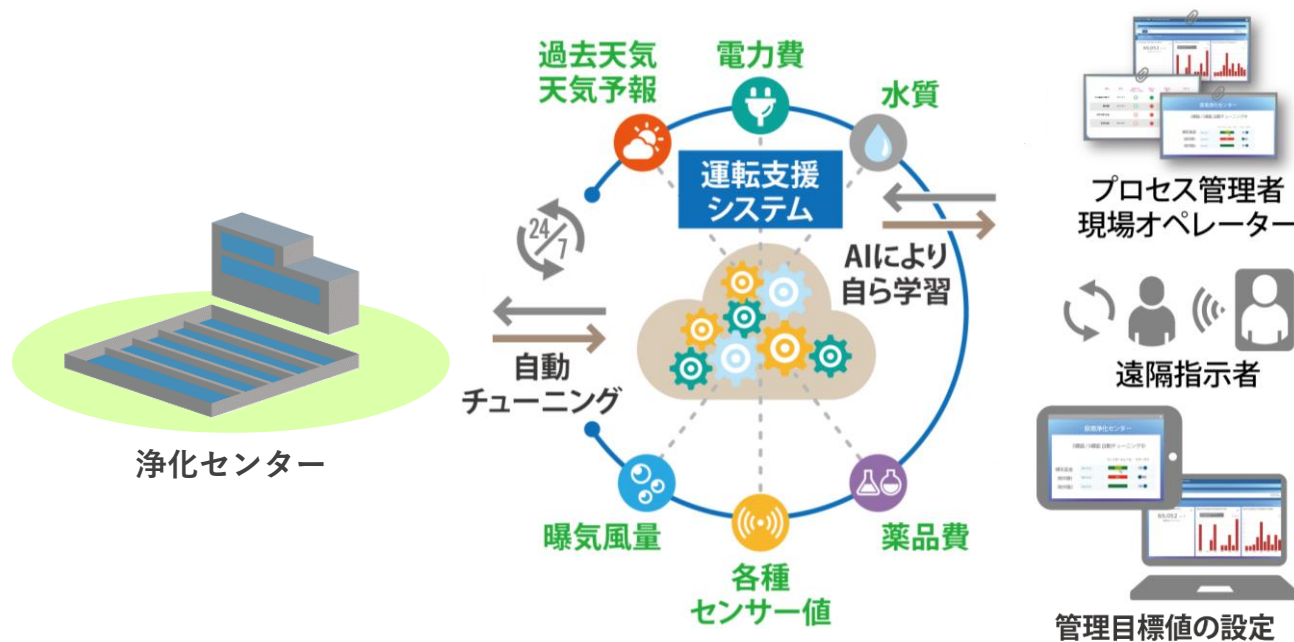 過去天気
天気予報
電力費
水質
運転支援
システム
24/7
AIにより
自ら学習
自動
チューニング
浄化センター
曝気風量
各種
センサー値
薬品費
プロセス管理者
現場オペレーター
遠隔指示者
管理目標値の設定